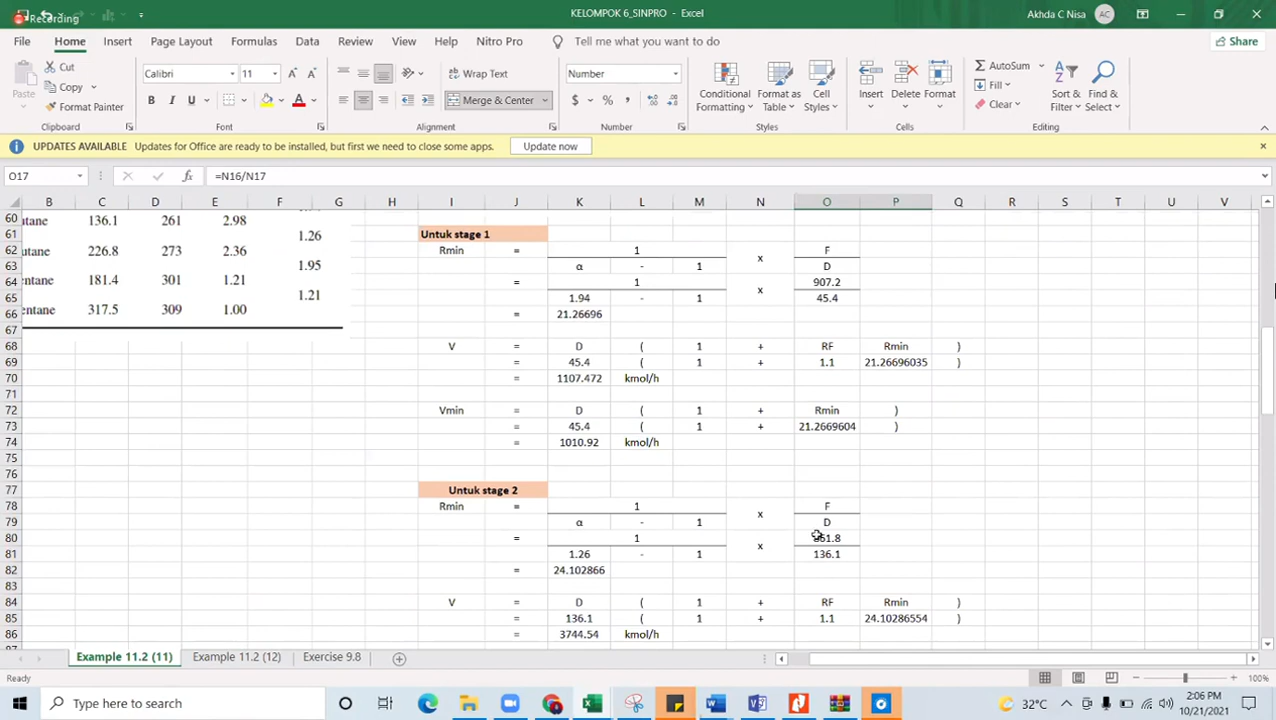 Recording
KELOMPOK 6_SINPRO - Excel
Akhda C Nisa
AC
File Home Insert Page Layout Formulas Data Review View Help Nitro Pro Tell me what you want to do Share
Paste
Cut
Copy
Format Painter
Clipboard
Calibri 11
B I U
Font
Wrap Text
Merge & Center
Alignment
Number
$ % ,
Number
Conditional Formatting
Format as Table
Cell Styles
Styles
Insert
Delete
Format
Cells
AutoSum
Fill
Clear
Sort & Filter
Find & Select
Editing
UPDATES AVAILABLE Updates for Office are ready to be installed, but first we need to close some apps. Update now
O17 fx =N16/N17
B C D E F G H I J K L M N O P Q R S T U V
60 utane 136.1 261 2.98
1.26
61 Untuk stage 1
62 utane 226.8 273 2.36 Rmin = 1 x F
63 1.95 α - 1 D
64 entane 181.4 301 1.21 = 1 x 907.2
65 1.21 1.94 - 1 45.4
66 entane 317.5 309 1.00 = 21.26696
67
68 V = D ( 1 + RF Rmin )
69 = 45.4 ( 1 + 1.1 21.26696035 )
70 = 1107.472 kmol/h
71
72 Vmin = D ( 1 + Rmin )
73 = 45.4 ( 1 + 21.2669604 )
74 = 1010.92 kmol/h
75
76
77 Untuk stage 2
78 Rmin = 1 x F
79 α - 1 D
80 = 1 x 61.8
81 1.26 - 1 136.1
82 = 24.102866
83
84 V = D ( 1 + RF Rmin )
85 = 136.1 ( 1 + 1.1 24.10286554 )
86 = 3744.54 kmol/h
Example 11.2 (11) Example 11.2 (12) Exercise 9.8
Ready 100%
Type here to search
32°C
2:06 PM
10/21/2021